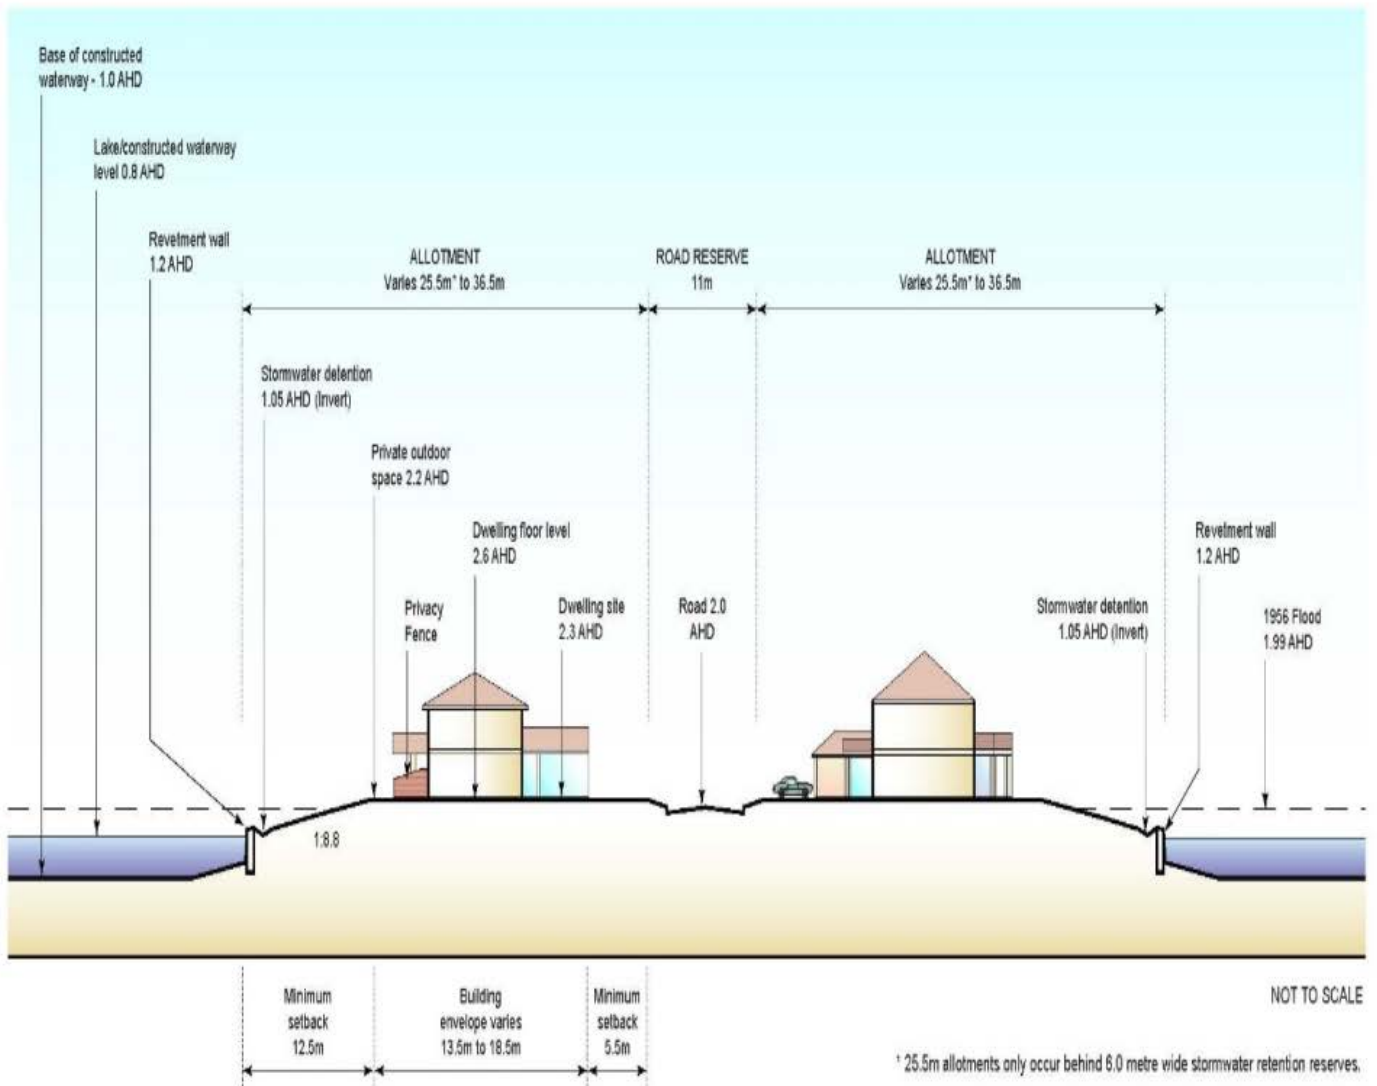 Base of constructed
waterway - 1.0 AHD
Lake/constructed waterway
level 0.8 AHD
Revetment wall
1.2 AHD
ALLOTMENT
Varies 25.5m* to 36.5m
ROAD RESERVE
11m
ALLOTMENT
Varies 25.5m* to 36.5m
Stormwater detention
1.05 AHD (Invert)
Private outdoor
space 2.2 AHD
Dwelling floor level
2.6 AHD
Privacy
Fence
Dwelling site
2.3 AHD
Road 2.0
AHD
Stormwater detention
1.05 AHD (Invert)
Revetment wall
1.2 AHD
1956 Flood
1.99 AHD
1:8.8
Minimum
setback
12.5m
Building
envelope varies
13.5m to 18.5m
Minimum
setback
5.5m
NOT TO SCALE
* 25.5m allotments only occur behind 6.0 metre wide stormwater retention reserves.